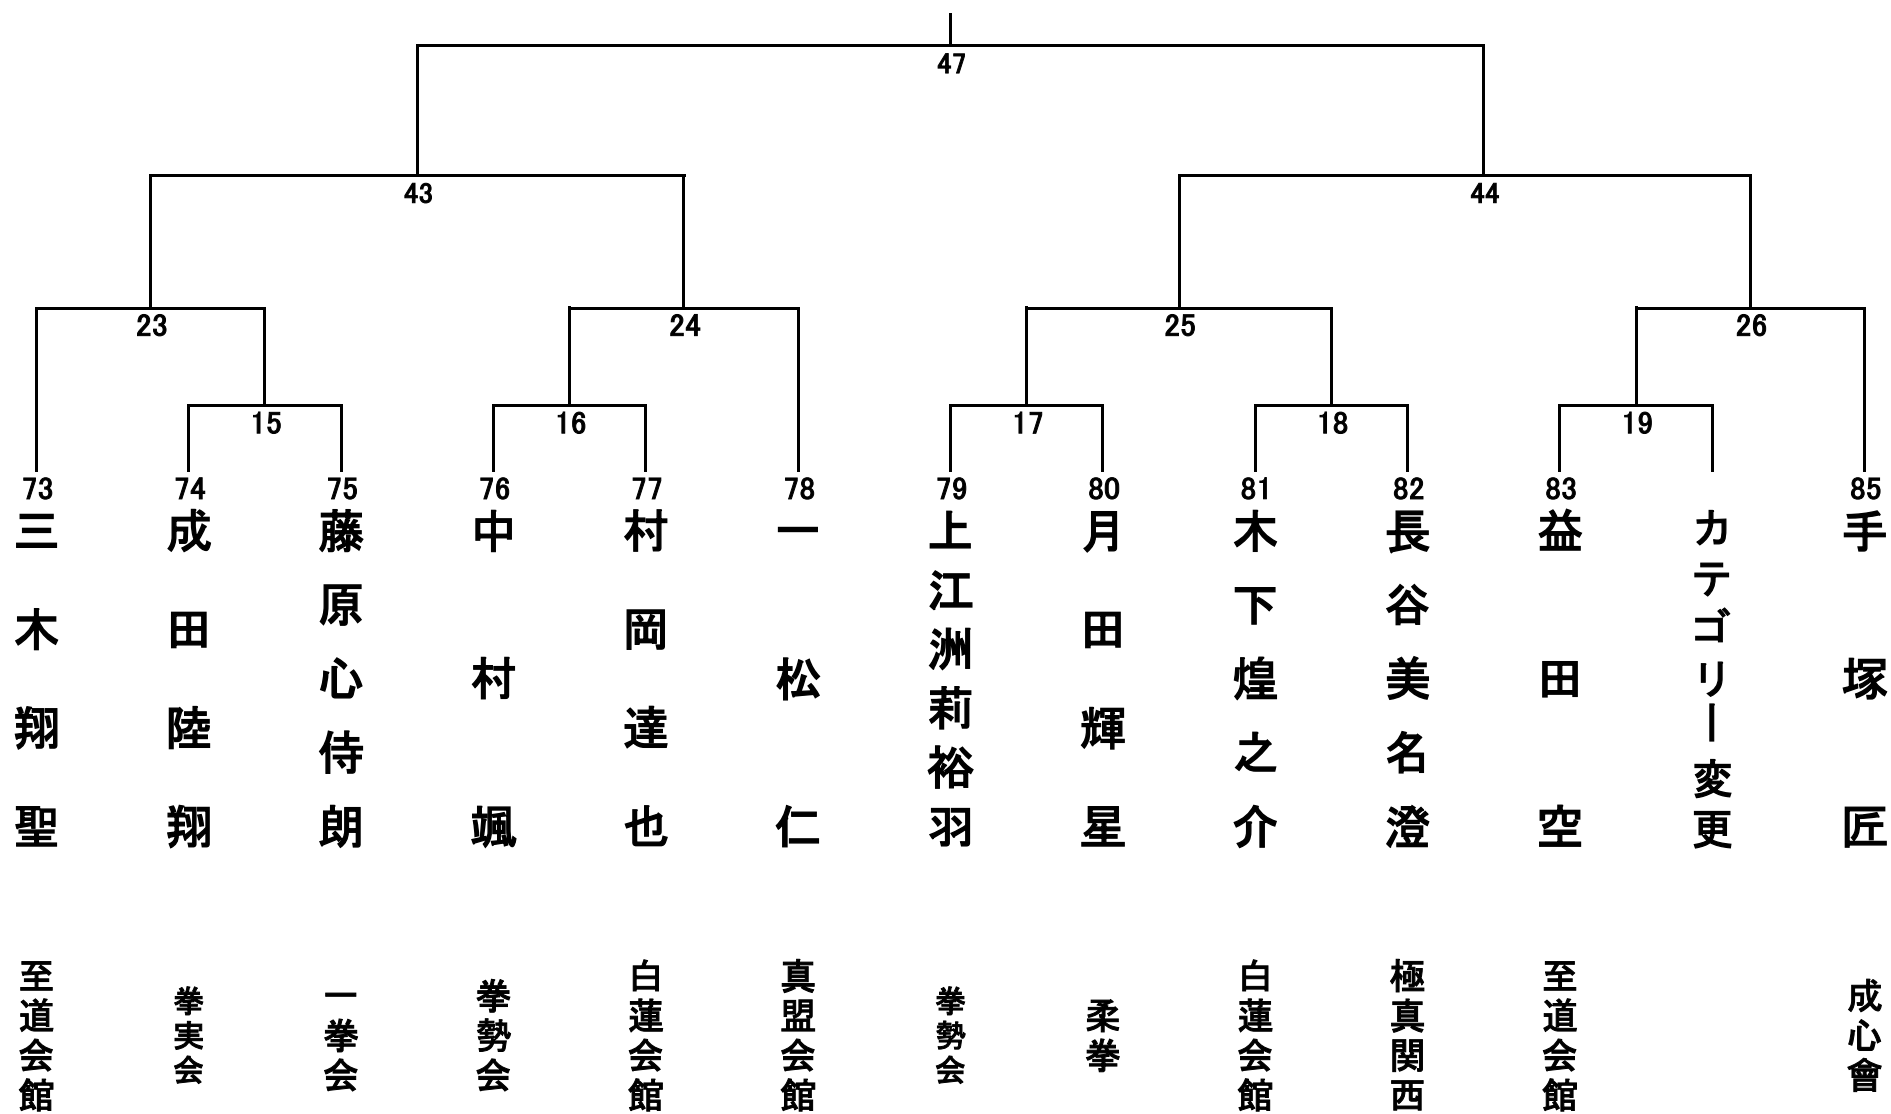 47
43
44
23
24
25
26
15
16
17
18
19
73
74
75
76
77
78
79
80
81
82
83
85
三木翔聖
成田陸翔
藤原心侍朗
中村颯
村岡達也
一松仁
上江洲莉裕羽
月田輝星
木下煌之介
長谷美名澄
益田空
カテゴリー変更
手塚匠
至道会館
拳実会
一拳会
拳勢会
白蓮会館
真盟会館
拳勢会
柔拳
白蓮会館
極真関西
至道会館
成心會